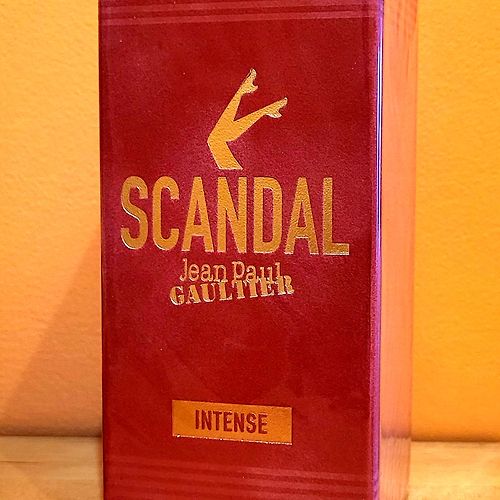 SCANDAL
Jean Paul
GAULTIER
INTENSE